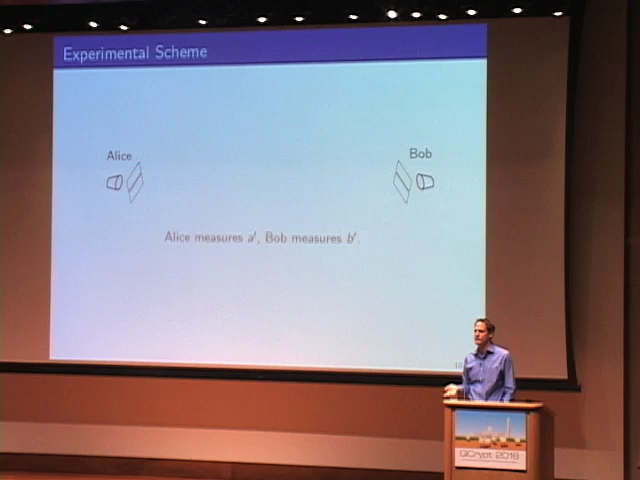 Experimental Scheme
Alice
Bob
Alice measures a′, Bob measures b′.
QCrypt 2016